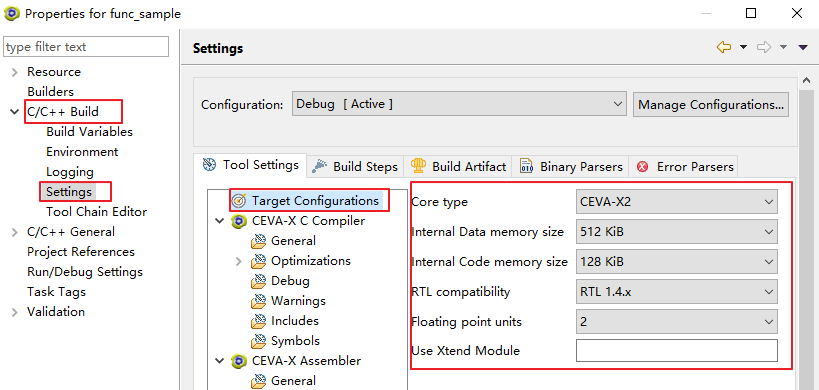 Properties for func_sample
type filter text
Resource
Builders
C/C++ Build
Build Variables
Environment
Logging
Settings
Tool Chain Editor
C/C++ General
Project References
Run/Debug Settings
Task Tags
Validation
Settings
Configuration: Debug [ Active ] Manage Configurations...
Tool Settings Build Steps Build Artifact Binary Parsers Error Parsers
Target Configurations
CEVA-X C Compiler
General
Optimizations
Debug
Warnings
Includes
Symbols
CEVA-X Assembler
General
Core type CEVA-X2
Internal Data memory size 512 KiB
Internal Code memory size 128 KiB
RTL compatibility RTL 1.4.x
Floating point units 2
Use Xtend Module